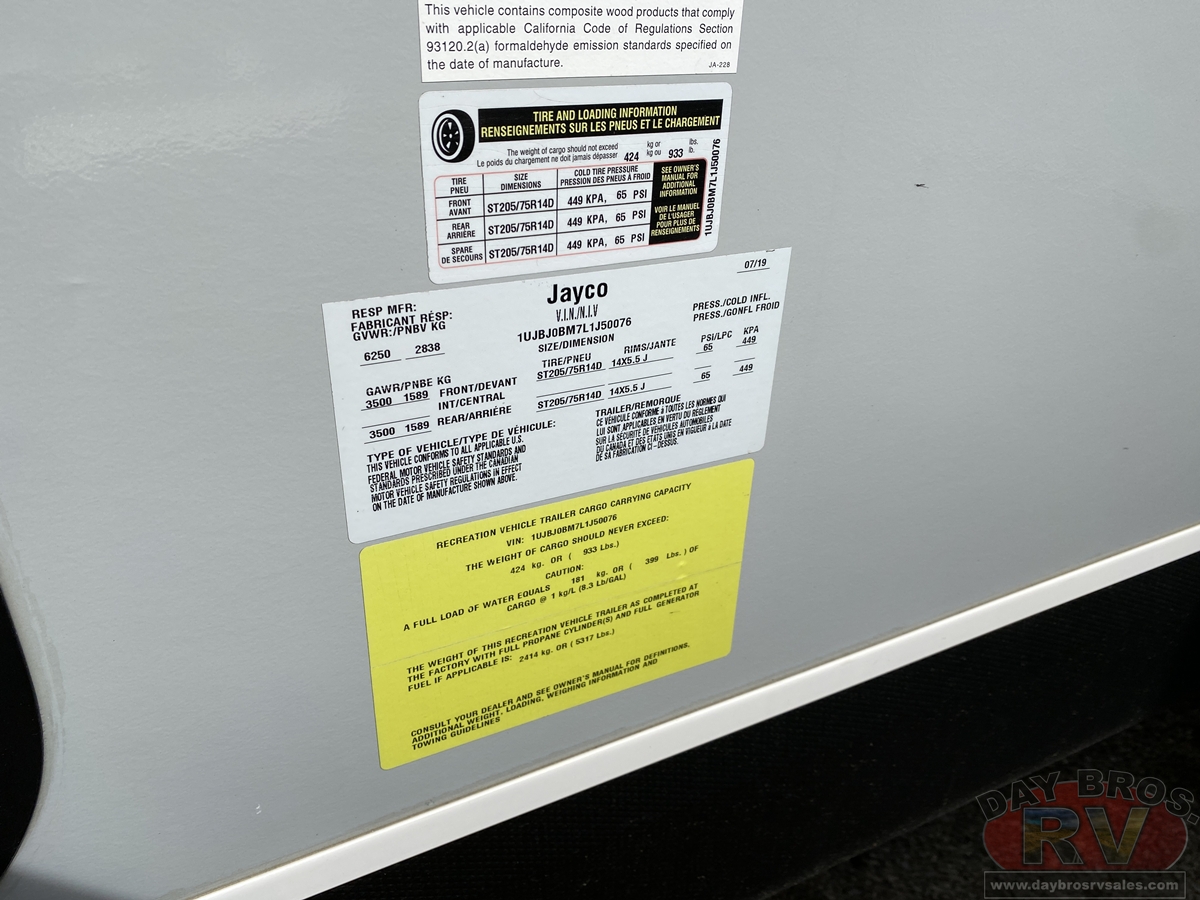 This vehicle contains composite wood products that comply
with applicable California Code of Regulations Section
93120.2(a) formaldehyde emission standards specified on
the date of manufacture.
JA-228
TIRE AND LOADING INFORMATION
RENSEIGNEMENTS SUR LES PNEUS ET LE CHARGEMENT
The weight of cargo should not exceed
Le poids du chargement ne doit jamais dépasser
424 kg or kg ou 933 lbs. lb.
TIRE PNEU
SIZE DIMENSIONS
COLD TIRE PRESSURE
PRESSION DES PNEUS À FROID
FRONT AVANT ST205/75R14D 449 KPA, 65 PSI
REAR ARRIÈRE ST205/75R14D 449 KPA, 65 PSI
SPARE DE SECOURS ST205/75R14D 449 KPA, 65 PSI
SEE OWNER'S
MANUAL FOR
ADDITIONAL
INFORMATION
VOIR LE MANUEL
DE L'USAGER
POUR PLUS DE
RENSEIGNEMENTS
1UJBJ0BM7L1J50076
07/19
Jayco
V.I.N./N.I.V
1UJBJ0BM7L1J50076
RESP MFR:
FABRICANT RÉSP:
GVWR:/PNBV KG
6250 2838
SIZE/DIMENSION
TIRE/PNEU RIMS/JANTE
PRESS./COLD INFL.
PRESS./GONFL FROID
PSI/LPC KPA
GAWR/PNBE KG
3500 1589 FRONT/DEVANT ST205/75R14D 14X5.5 J 65 449
INT/CENTRAL
3500 1589 REAR/ARRIÉRE ST205/75R14D 14X5.5 J 65 449
TYPE OF VEHICLE/TYPE DE VÉHICULE:
TRAILER/REMORQUE
THIS VEHICLE CONFORMS TO ALL APPLICABLE U.S.
FEDERAL MOTOR VEHICLE SAFETY STANDARDS AND
STANDARDS PRESCRIBED UNDER THE CANADIAN
MOTOR VEHICLE SAFETY REGULATIONS IN EFFECT
ON THE DATE OF MANUFACTURE SHOWN ABOVE.
CE VÉHICULE CONFORME à TOUTES LES NORMES QUI
LUI SONT APPLICABLES EN VERTU DU RÈGLEMENT
SUR LA SÉCURITÉ DE VÉHICULES AUTOMOBILES
DU CANADA ET DES ETATS UNIS EN VIGUEUR à LA DATE
DE SA FABRICATION CI-DESSUS.
RECREATION VEHICLE TRAILER CARGO CARRYING CAPACITY
VIN: 1UJBJ0BM7L1J50076
THE WEIGHT OF CARGO SHOULD NEVER EXCEED:
424 kg. OR ( 933 Lbs.)
CAUTION:
A FULL LOAD OF WATER EQUALS 181 kg. OR ( 399 Lbs. ) OF
CARGO @ 1 kg/L (8.3 Lb/GAL)
THE WEIGHT OF THIS RECREATION VEHICLE TRAILER AS COMPLETED AT
THE FACTORY WITH FULL PROPANE CYLINDER(S) AND FULL GENERATOR
FUEL IF APPLICABLE IS: 2414 kg. OR ( 5317 Lbs.)
CONSULT YOUR DEALER AND SEE OWNER'S MANUAL FOR DEFINITIONS,
ADDITIONAL WEIGHT, LOADING, WEIGHING INFORMATION AND
TOWING GUIDELINES
DAY BROS.
RV
www.daybrosrvsales.com